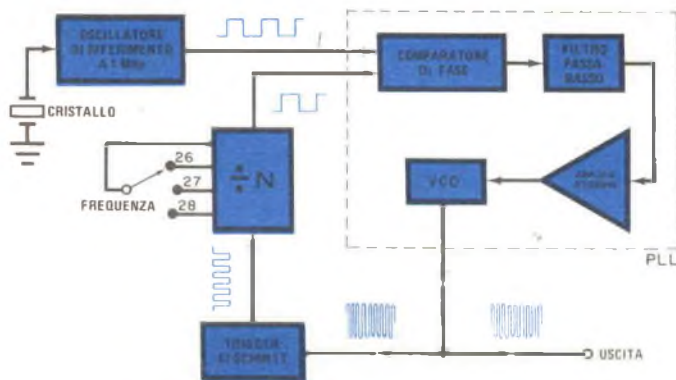 OSCILLATORE
DI RIFERIMENTO
A 1 MHz
COMPARATORE
DI FASE
FILTRO
PASSA
BASSO
CRISTALLO
26
27
28
÷ N
FREQUENZA
VCO
PLL
TRIGGER
DI SCHMITT
USCITA